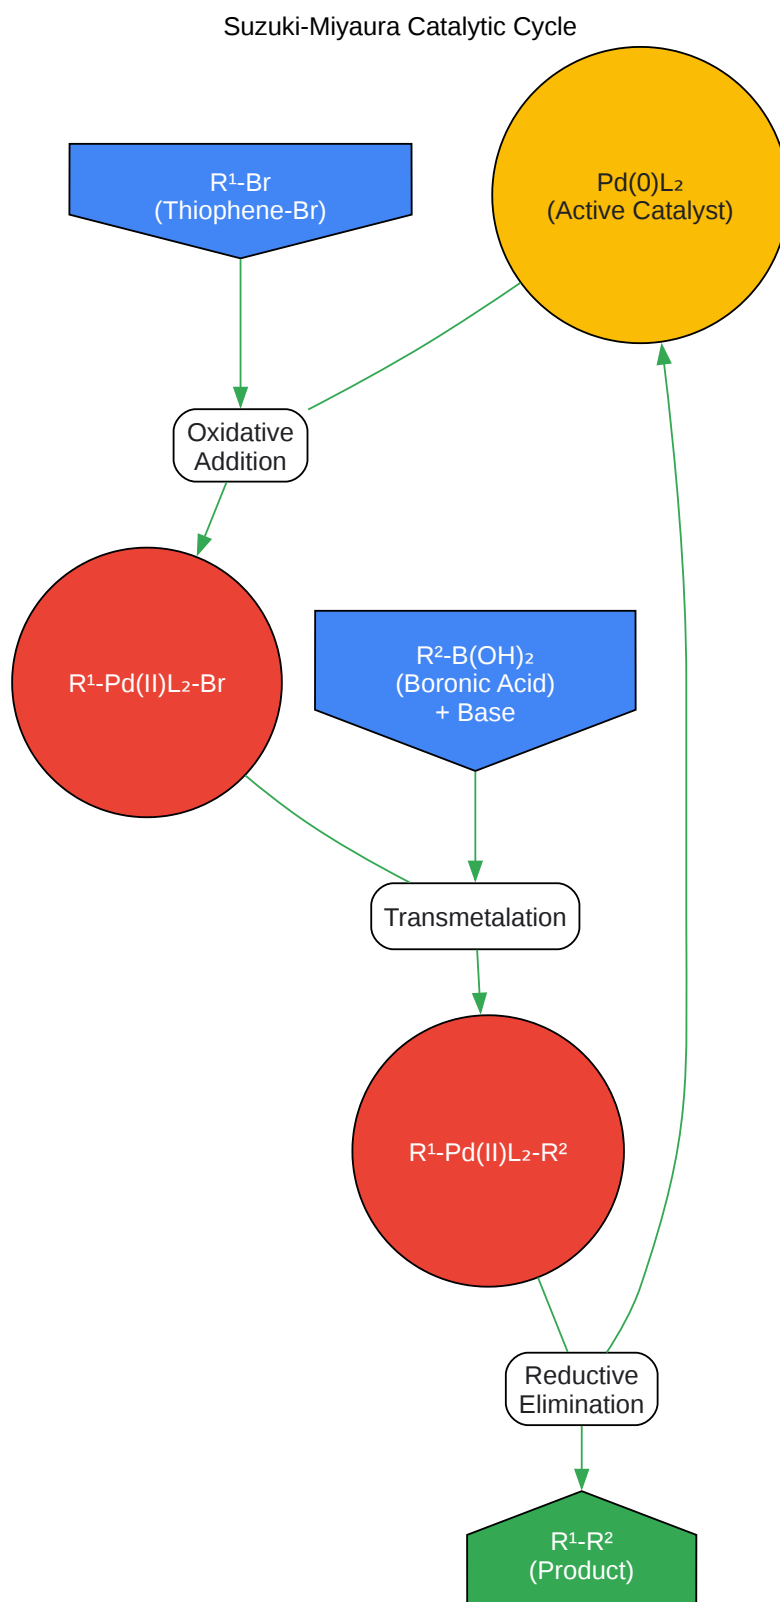 Suzuki-Miyaura Catalytic Cycle
R¹-Br
(Thiophene-Br)
Pd(0)L₂
(Active Catalyst)
Oxidative
Addition
R¹-Pd(II)L₂-Br
R²-B(OH)₂
(Boronic Acid)
+ Base
Transmetalation
R¹-Pd(II)L₂-R²
Reductive
Elimination
R¹-R²
(Product)